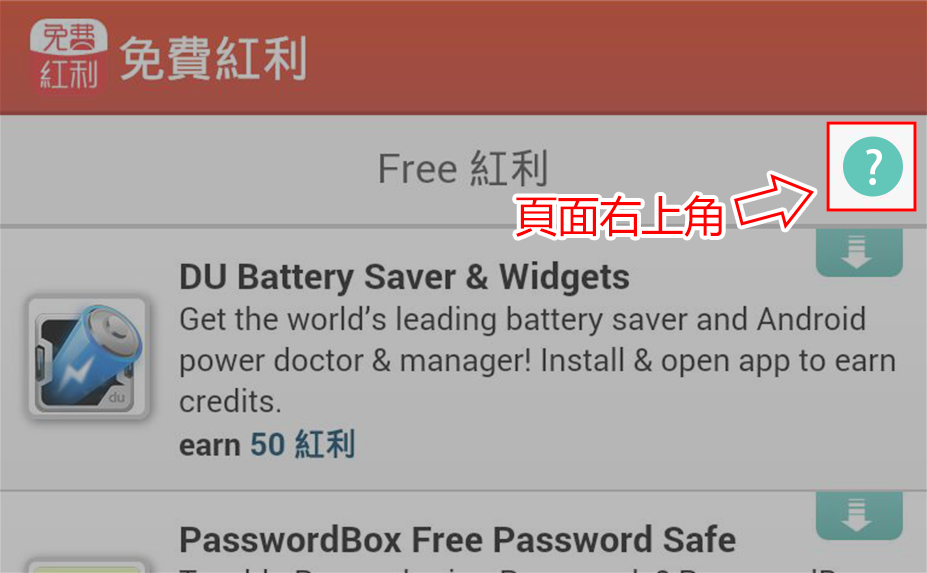 免費
紅利
免費紅利
Free 紅利
?
頁面右上角
DU Battery Saver & Widgets
Get the world's leading battery saver and Android
power doctor & manager! Install & open app to earn
credits.
du
earn 50 紅利
PasswordBox Free Password Safe